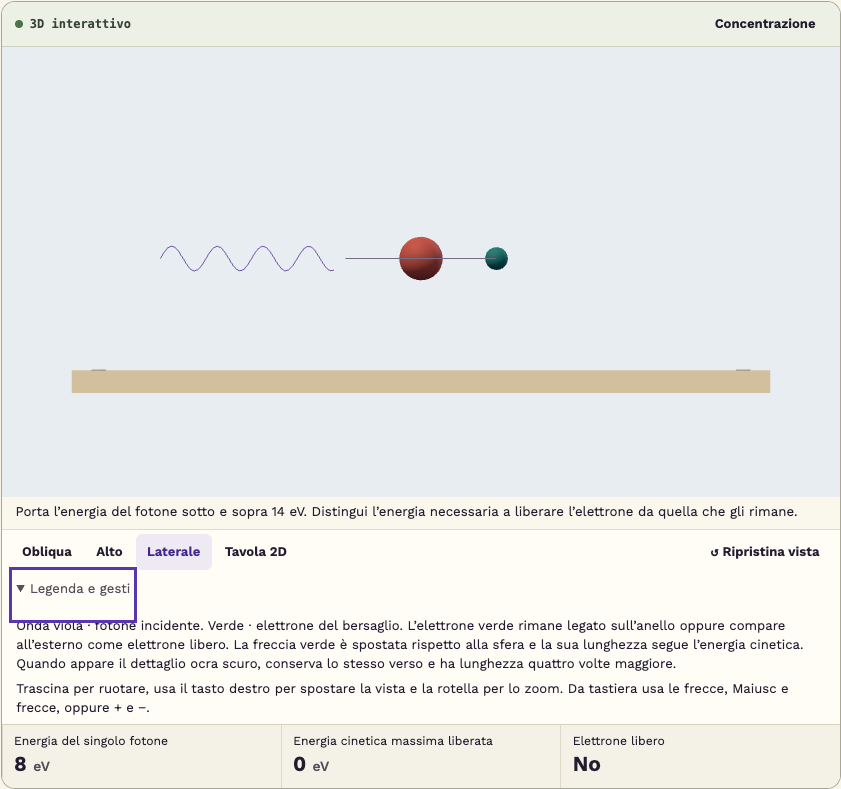 3D interattivo
Concentrazione
Porta l’energia del fotone sotto e sopra 14 eV. Distingui l’energia necessaria a liberare l’elettrone da quella che gli rimane.
Obliqua Alto Laterale Tavola 2D ↺ Ripristina vista
▼ Legenda e gesti
Onda viola · fotone incidente. Verde · elettrone del bersaglio. L’elettrone verde rimane legato sull’anello oppure compare
all’esterno come elettrone libero. La freccia verde è spostata rispetto alla sfera e la sua lunghezza segue l’energia cinetica.
Quando appare il dettaglio ocra scuro, conserva lo stesso verso e ha lunghezza quattro volte maggiore.
Trascina per ruotare, usa il tasto destro per spostare la vista e la rotella per lo zoom. Da tastiera usa le frecce, Maiusc e
frecce, oppure + e −.
Energia del singolo fotone
8 eV
Energia cinetica massima liberata
0 eV
Elettrone libero
No